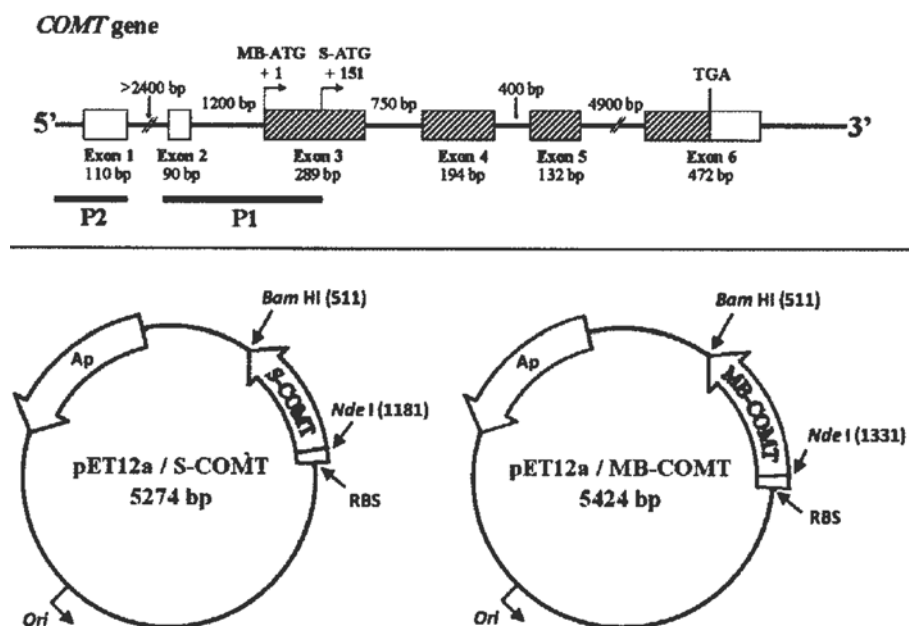 COMT gene
MB-ATG
+ 1
S-ATG
+ 151
TGA
>2400 bp
1200 bp
750 bp
400 bp
4900 bp
5'
3'
Exon 1
110 bp
Exon 2
90 bp
Exon 3
289 bp
Exon 4
194 bp
Exon 5
132 bp
Exon 6
472 bp
P2
P1
Bam HI (511)
Ap
S-COMT
Nde I (1181)
pET12a / S-COMT
5274 bp
RBS
Ori
Bam HI (511)
Ap
MB-COMT
Nde I (1331)
pET12a / MB-COMT
5424 bp
RBS
Ori